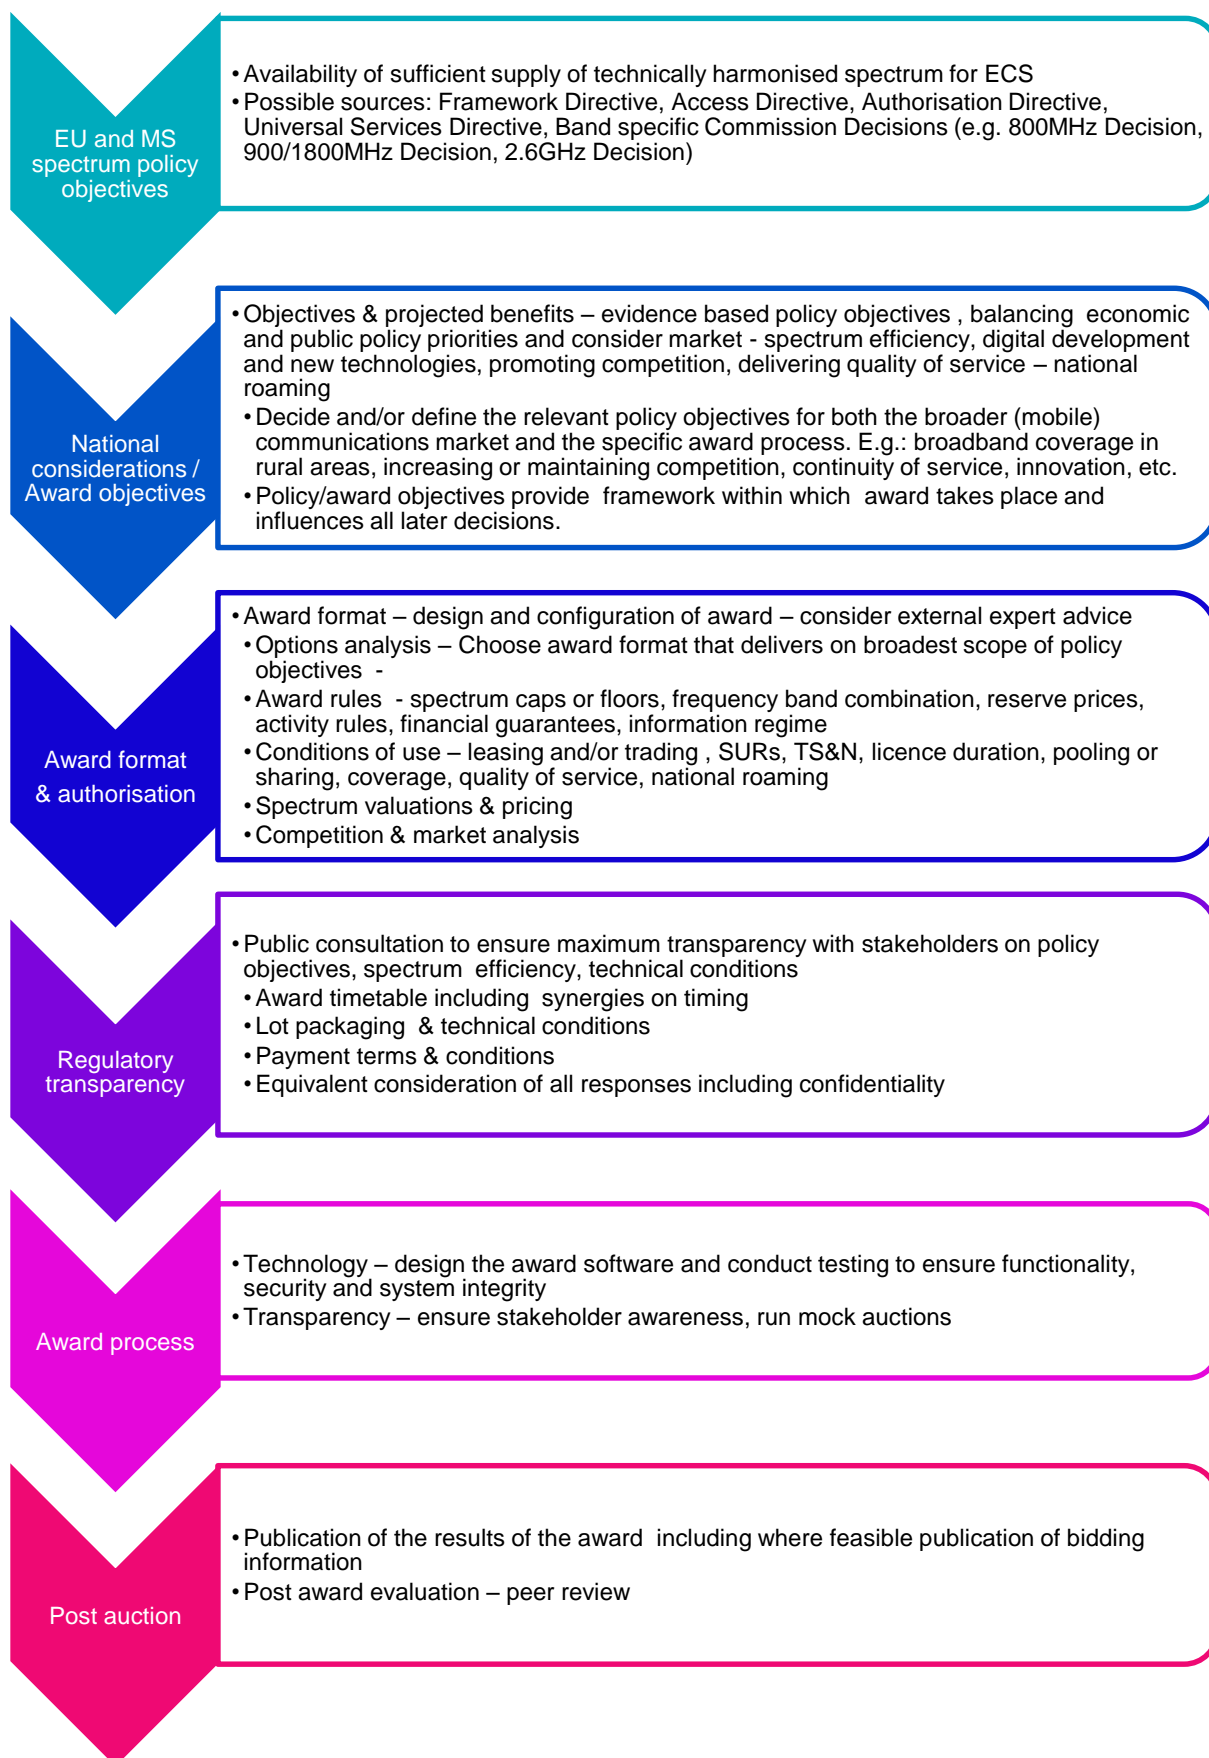 EU and MS
spectrum policy
objectives
• Availability of sufficient supply of technically harmonised spectrum for ECS
• Possible sources: Framework Directive, Access Directive, Authorisation Directive,
Universal Services Directive, Band specific Commission Decisions (e.g. 800MHz Decision,
900/1800MHz Decision, 2.6GHz Decision)
National
considerations /
Award objectives
• Objectives & projected benefits – evidence based policy objectives , balancing economic
and public policy priorities and consider market - spectrum efficiency, digital development
and new technologies, promoting competition, delivering quality of service – national
roaming
• Decide and/or define the relevant policy objectives for both the broader (mobile)
communications market and the specific award process. E.g.: broadband coverage in
rural areas, increasing or maintaining competition, continuity of service, innovation, etc.
• Policy/award objectives provide framework within which award takes place and
influences all later decisions.
Award format
& authorisation
• Award format – design and configuration of award – consider external expert advice
• Options analysis – Choose award format that delivers on broadest scope of policy
objectives -
• Award rules - spectrum caps or floors, frequency band combination, reserve prices,
activity rules, financial guarantees, information regime
• Conditions of use – leasing and/or trading , SURs, TS&N, licence duration, pooling or
sharing, coverage, quality of service, national roaming
• Spectrum valuations & pricing
• Competition & market analysis
Regulatory
transparency
• Public consultation to ensure maximum transparency with stakeholders on policy
objectives, spectrum efficiency, technical conditions
• Award timetable including synergies on timing
• Lot packaging & technical conditions
• Payment terms & conditions
• Equivalent consideration of all responses including confidentiality
Award process
• Technology – design the award software and conduct testing to ensure functionality,
security and system integrity
• Transparency – ensure stakeholder awareness, run mock auctions
Post auction
• Publication of the results of the award including where feasible publication of bidding
information
• Post award evaluation – peer review